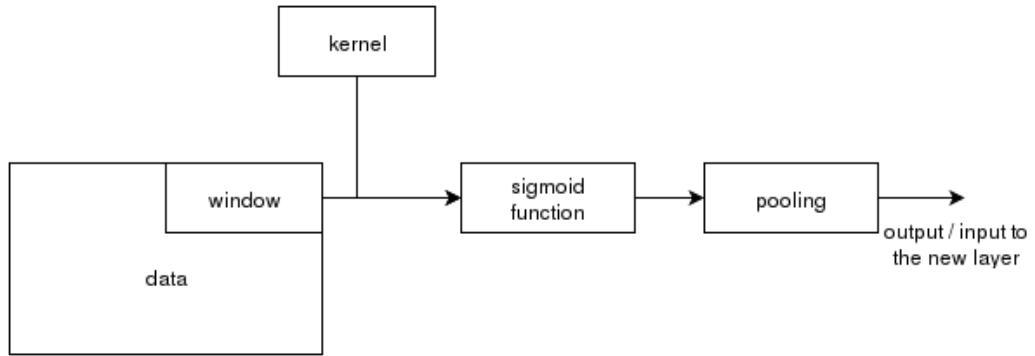 kernel
window
data
sigmoid
function
pooling
output / input to
the new layer